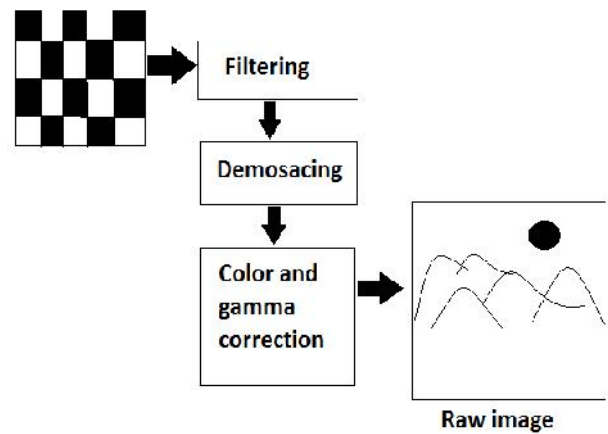 Filtering
Demosacing
Color and
gamma
correction
Raw image